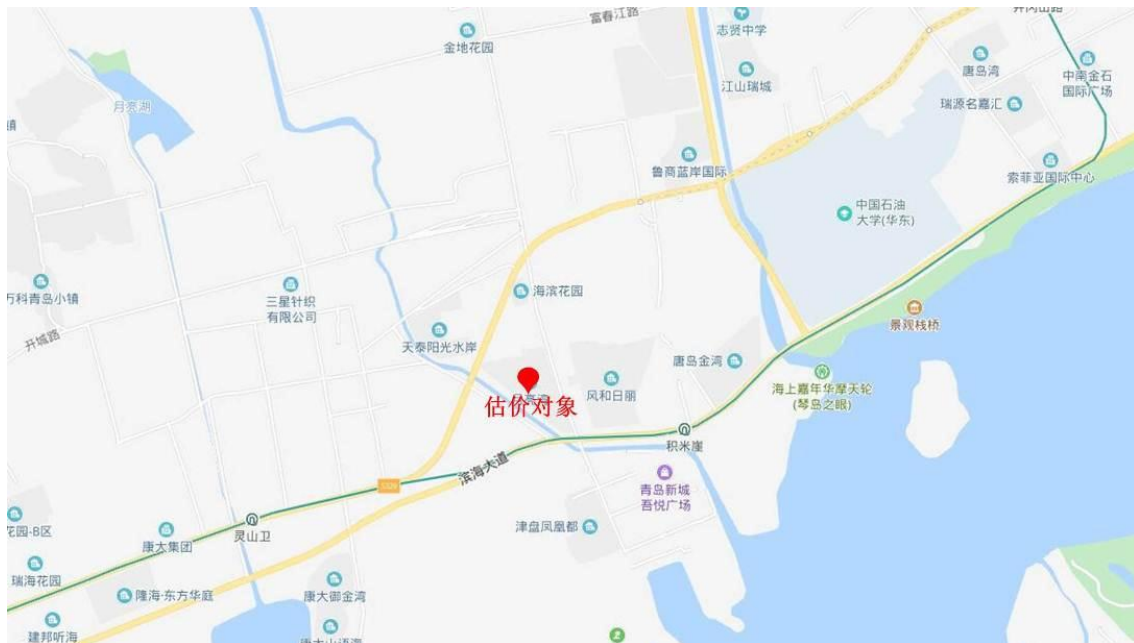 富春江路
井冈山路
金地花园
志贤中学
江山瑞城
唐岛湾
中南金石
国际广场
瑞源名嘉汇
月亮湖
镇
鲁商蓝岸国际
索菲亚国际中心
中国石油
大学(华东)
万科青岛小镇
三星针织
有限公司
海滨花园
景观栈桥
开城路
天泰阳光水岸
唐岛金湾
风和日丽
海上嘉年华摩天轮
(琴岛之眼)
估价对象
积米崖
滨海大道
青岛新城
吾悦广场
花园-B区
康大集团
灵山卫
津盘凤凰都
瑞海花园
隆海·东方华庭
康大御金湾
建邦听海